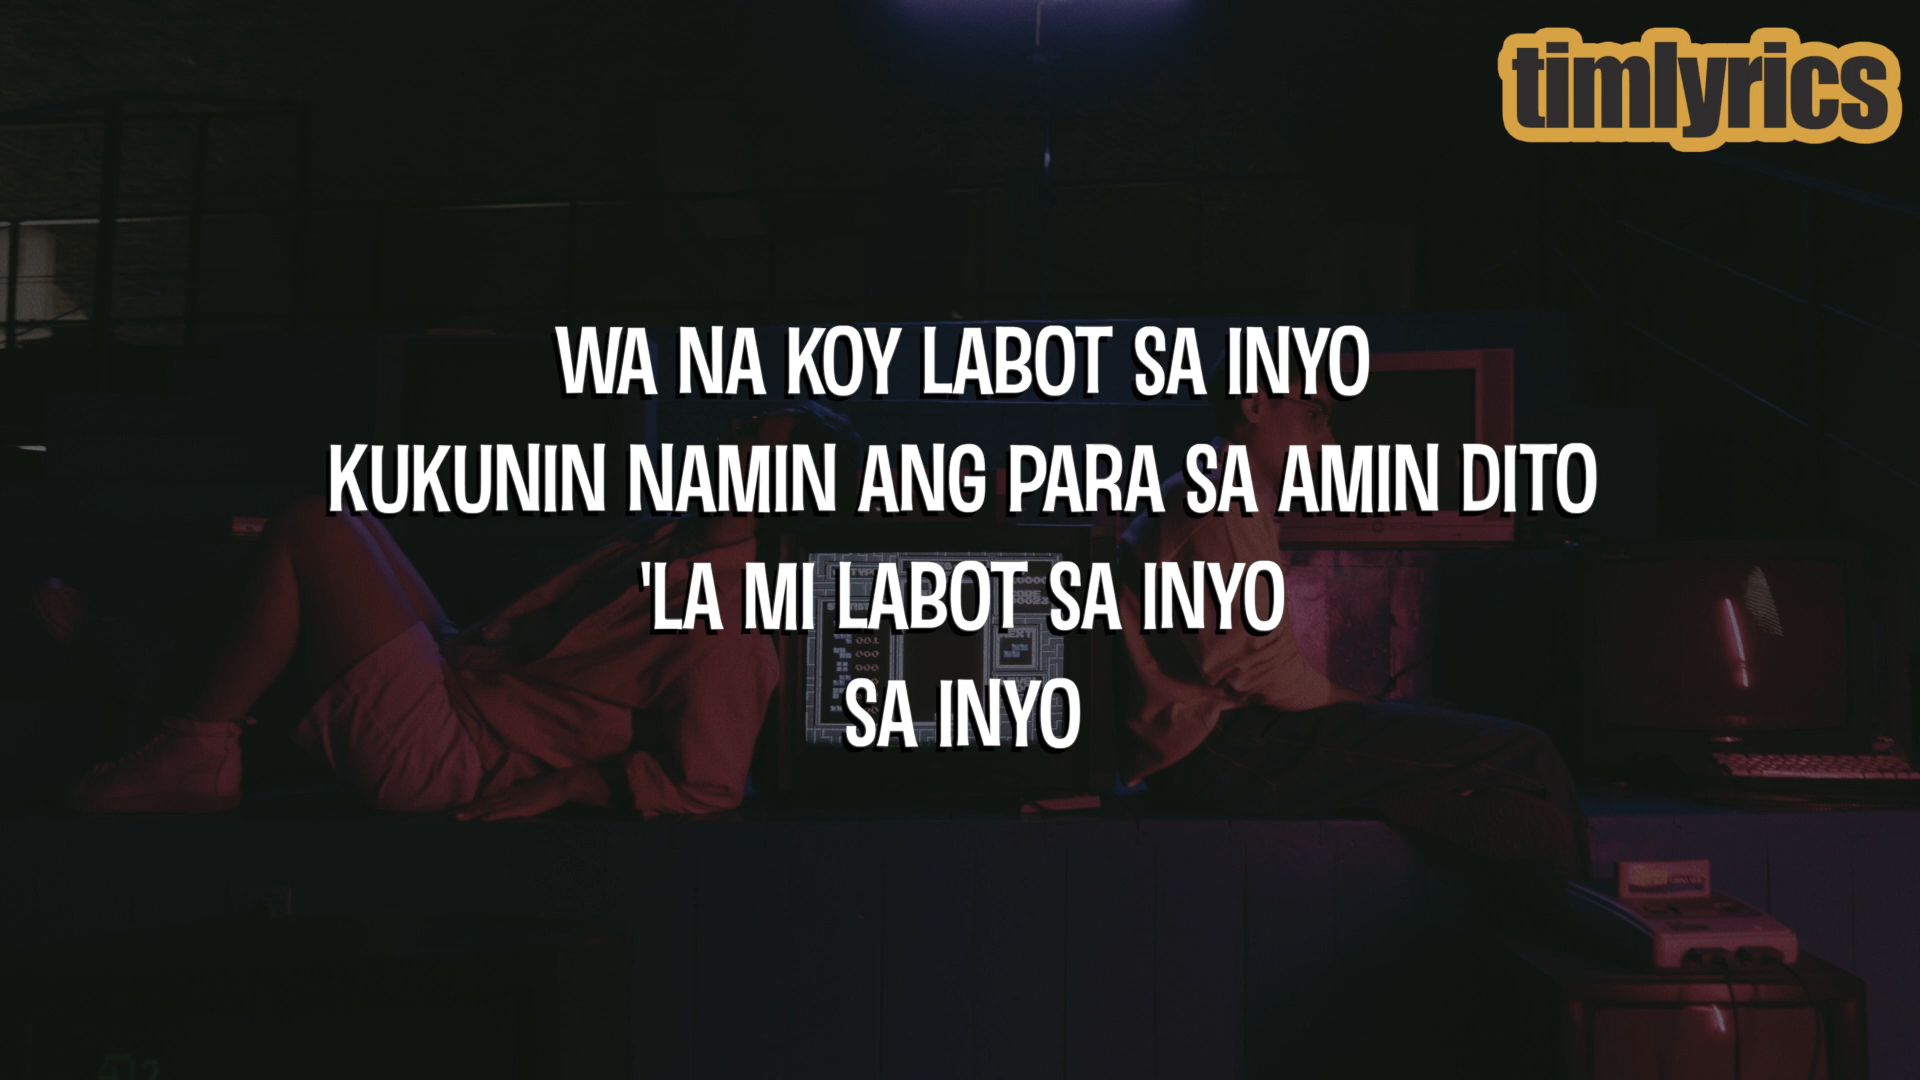 timlyrics
WA NA KOY LABOT SA INYO
KUKUNIN NAMIN ANG PARA SA AMIN DITO
'LA MI LABOT SA INYO
SA INYO